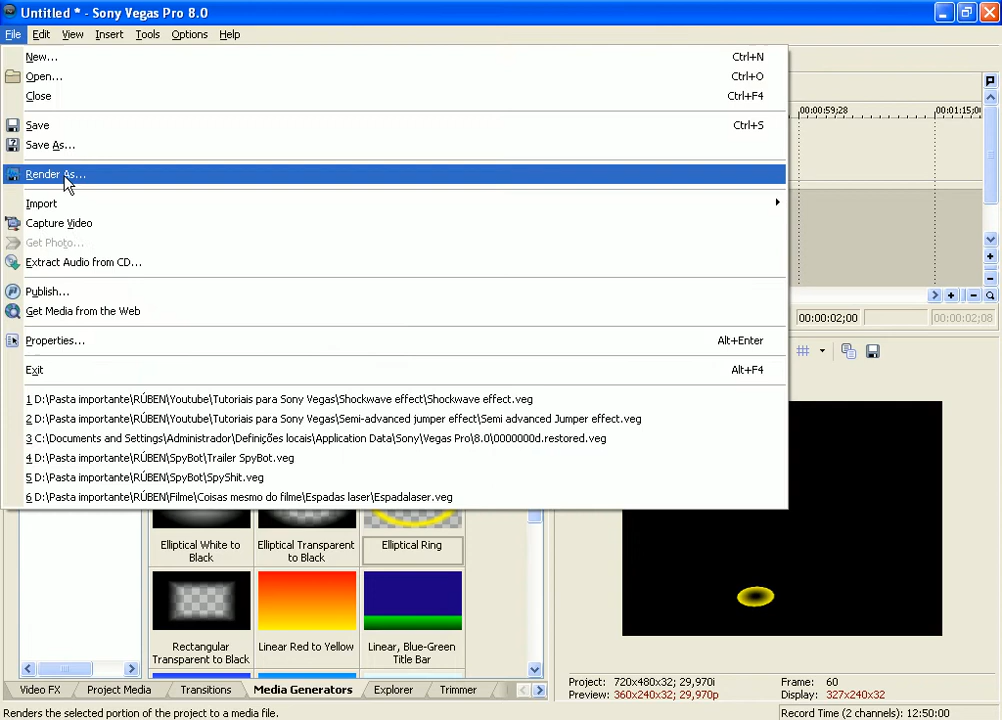 Untitled * - Sony Vegas Pro 8.0
File Edit View Insert Tools Options Help
New... Ctrl+N
Open... Ctrl+O
Close Ctrl+F4
Save Ctrl+S
Save As...
Render As...
Import
Capture Video
Get Photo...
Extract Audio from CD...
Publish...
Get Media from the Web
Properties... Alt+Enter
Exit Alt+F4
1 D:\Pasta importante\RÚBEN\Youtube\Tutoriais para Sony Vegas\Shockwave effect\Shockwave effect.veg
2 D:\Pasta importante\RÚBEN\Youtube\Tutoriais para Sony Vegas\Semi-advanced jumper effect\Semi advanced Jumper effect.veg
3 C:\Documents and Settings\Administrador\Definições locais\Application Data\Sony\Vegas Pro\8.0\0000000d.restored.veg
4 D:\Pasta importante\RÚBEN\SpyBot\Trailer SpyBot.veg
5 D:\Pasta importante\RÚBEN\SpyBot\SpyShit.veg
6 D:\Pasta importante\RÚBEN\Filme\Coisas mesmo do filme\Espadas laser\Espadalaser.veg
00:00:59;28 00:01:15;0
00:00:02;00 00:00:02;08
Elliptical White to Black
Elliptical Transparent to Black
Elliptical Ring
Rectangular Transparent to Black
Linear Red to Yellow
Linear, Blue-Green Title Bar
Video FX Project Media Transitions Media Generators Explorer Trimmer
Project: 720x480x32; 29,970i Frame: 60
Preview: 360x240x32; 29,970p Display: 327x240x32
Renders the selected portion of the project to a media file. Record Time (2 channels): 12:50:00